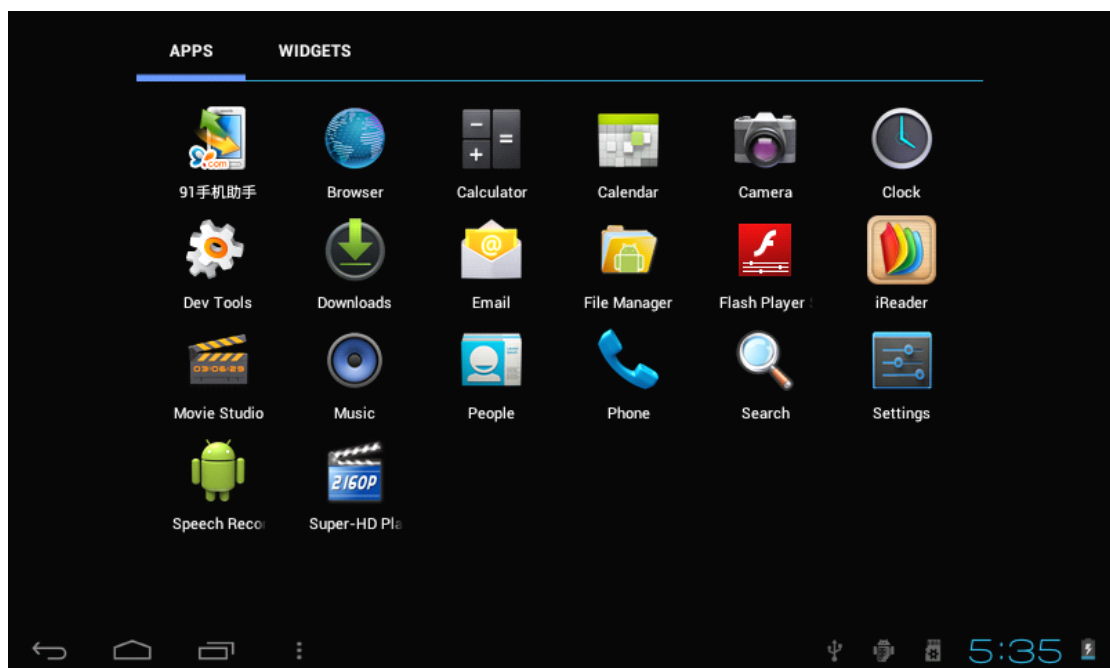 APPS WIDGETS
91手机助手 Browser Calculator Calendar Camera Clock
Dev Tools Downloads Email File Manager Flash Player iReader
03-06-29
Movie Studio Music People Phone Search Settings
2160P
Speech Reco Super-HD Pla
5:35